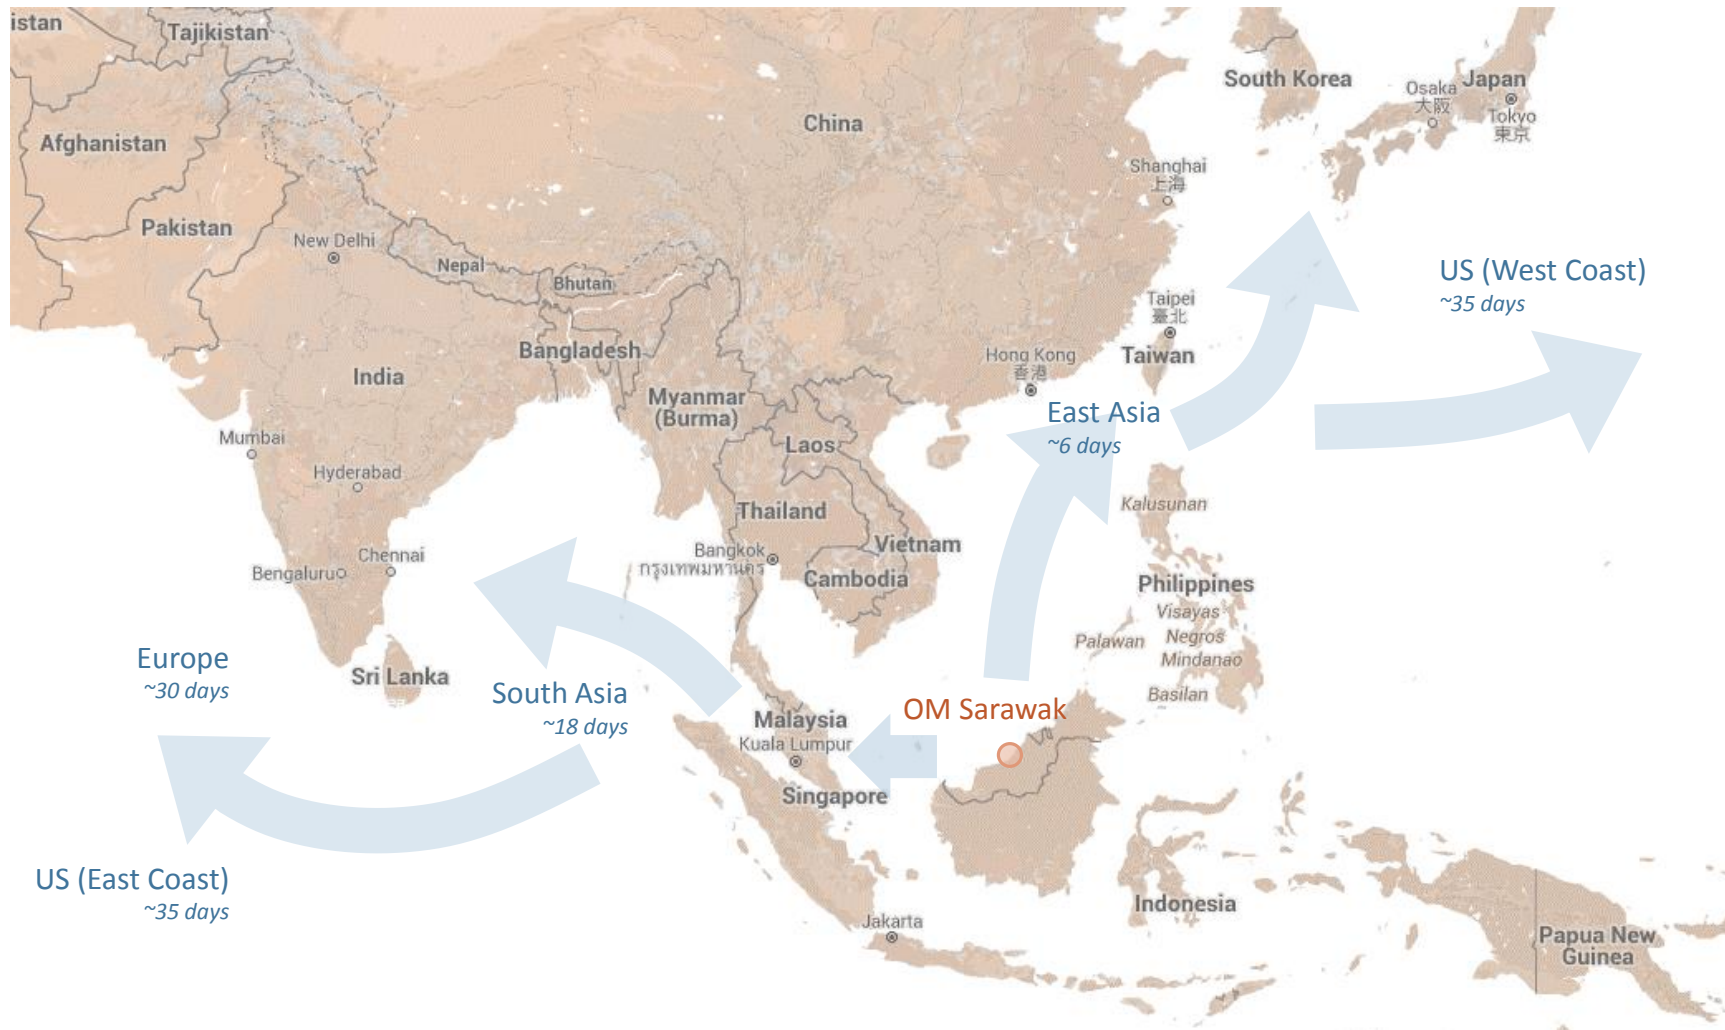 istan
Tajikistan
South Korea
Japan
Osaka
大阪
Tokyo
東京
China
Afghanistan
Shanghai
上海
Pakistan
New Delhi
Nepal
Bhutan
US (West Coast)
~35 days
Taipei
臺北
Bangladesh
Hong Kong
香港
Taiwan
India
Myanmar
(Burma)
East Asia
~6 days
Mumbai
Laos
Hyderabad
Kalusunan
Thailand
Vietnam
Bangkok
กรุงเทพมหานคร
Chennai
Bengaluru
Cambodia
Philippines
Visayas
Negros
Palawan
Mindanao
Basilan
Europe
~30 days
Sri Lanka
South Asia
~18 days
OM Sarawak
Malaysia
Kuala Lumpur
Singapore
US (East Coast)
~35 days
Indonesia
Jakarta
Papua New
Guinea